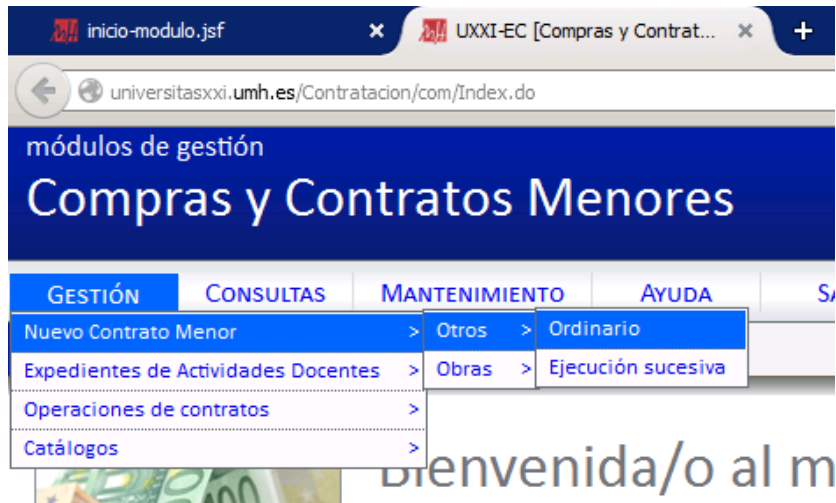 inicio-modulo.jsf × UXXI-EC [Compras y Contrat... × +
universitasxxi.umh.es/Contratacion/com/Index.do
módulos de gestión
Compras y Contratos Menores
GESTIÓN CONSULTAS MANTENIMIENTO AYUDA
Nuevo Contrato Menor > Otros > Ordinario
Expedientes de Actividades Docentes > Obras > Ejecución sucesiva
Operaciones de contratos >
Catálogos >
Bienvenida/o al m
100